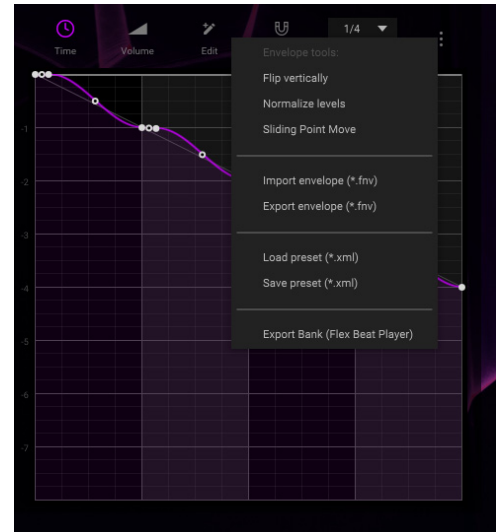 1/4
Time
Volume
Edit
Envelope tools:
Flip vertically
Normalize levels
Sliding Point Move
Import envelope (*.fnv)
Export envelope (*.fnv)
Load preset (*.xml)
Save preset (*.xml)
Export Bank (Flex Beat Player)
-1
-2
-3
-4
-5
-6
-7